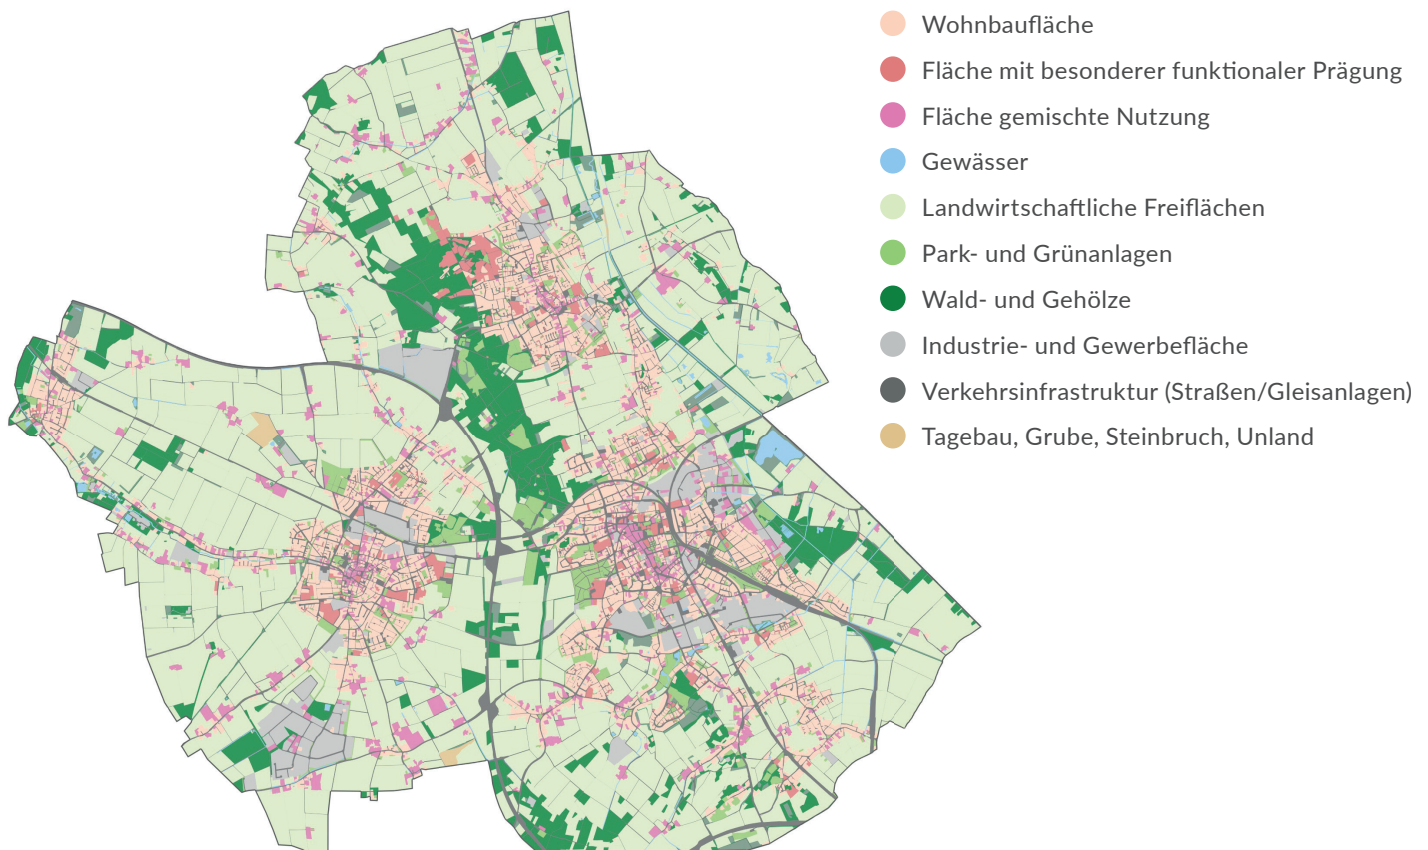 Wohnbaufläche
Fläche mit besonderer funktionaler Prägung
Fläche gemischte Nutzung
Gewässer
Landwirtschaftliche Freiflächen
Park- und Grünanlagen
Wald- und Gehölze
Industrie- und Gewerbefläche
Verkehrsinfrastruktur (Straßen/Gleisanlagen)
Tagebau, Grube, Steinbruch, Unland